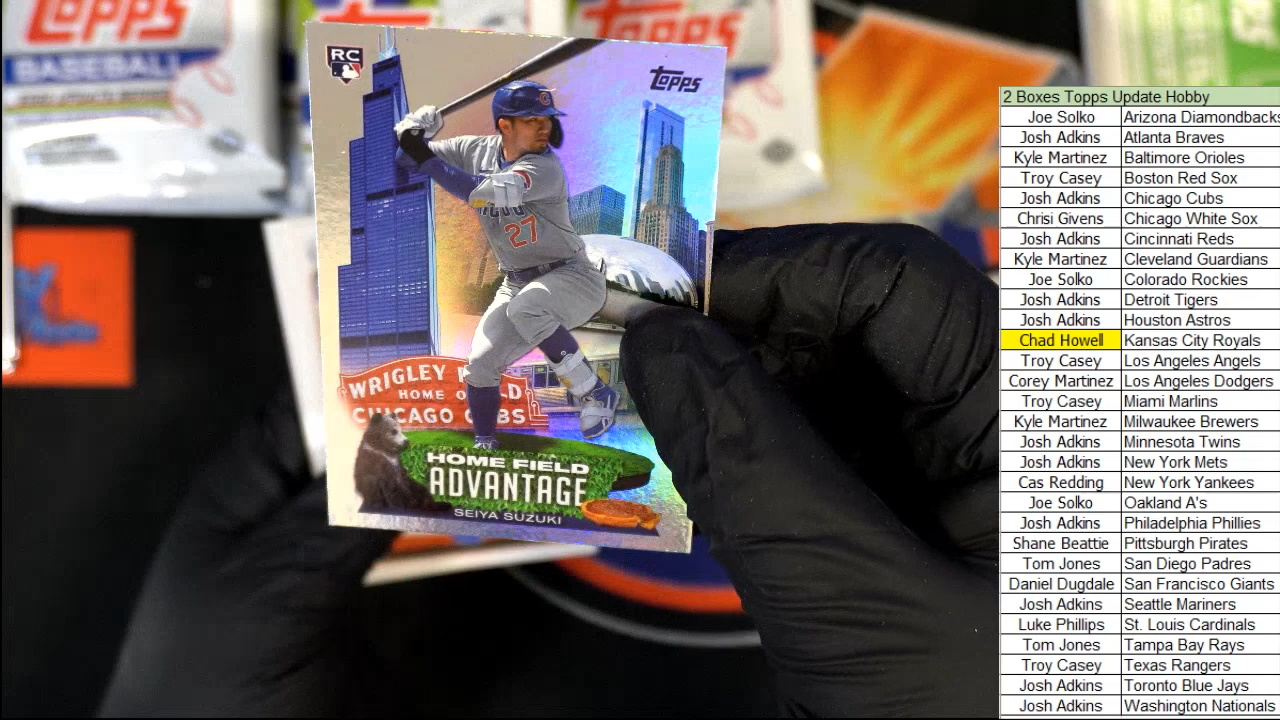 Topps
BASEBALL
Topps
Topps
RC
Topps
C
27
WRIGLEY
HOME
CHICAGO CUBS
HOME FIELD
ADVANTAGE
SEIYA SUZUKI
2 Boxes Topps Update Hobby
Joe Solko Arizona Diamondbacks
Josh Adkins Atlanta Braves
Kyle Martinez Baltimore Orioles
Troy Casey Boston Red Sox
Josh Adkins Chicago Cubs
Chrisi Givens Chicago White Sox
Josh Adkins Cincinnati Reds
Kyle Martinez Cleveland Guardians
Joe Solko Colorado Rockies
Josh Adkins Detroit Tigers
Josh Adkins Houston Astros
Chad Howell Kansas City Royals
Troy Casey Los Angeles Angels
Corey Martinez Los Angeles Dodgers
Troy Casey Miami Marlins
Kyle Martinez Milwaukee Brewers
Josh Adkins Minnesota Twins
Josh Adkins New York Mets
Cas Redding New York Yankees
Joe Solko Oakland A's
Josh Adkins Philadelphia Phillies
Shane Beattie Pittsburgh Pirates
Tom Jones San Diego Padres
Daniel Dugdale San Francisco Giants
Josh Adkins Seattle Mariners
Luke Phillips St. Louis Cardinals
Tom Jones Tampa Bay Rays
Troy Casey Texas Rangers
Josh Adkins Toronto Blue Jays
Josh Adkins Washington Nationals